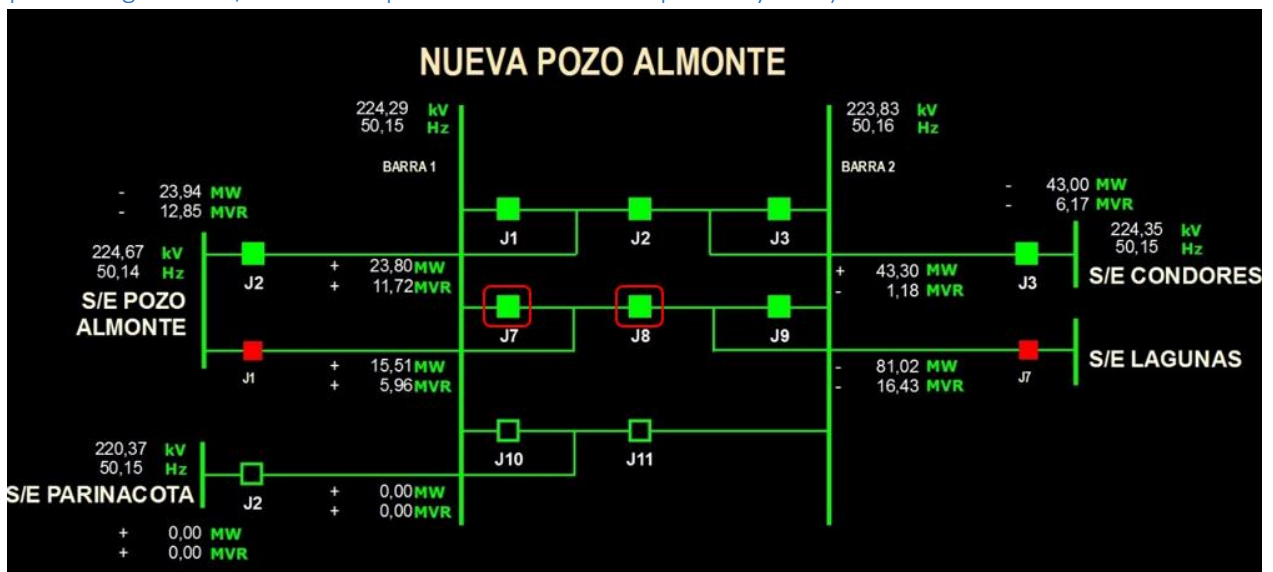 NUEVA POZO ALMONTE
224,29 kV
50,15 Hz
223,83 kV
50,16 Hz
BARRA 1
BARRA 2
- 23,94 MW
- 12,85 MVR
- 43,00 MW
- 6,17 MVR
J1
J2
J3
224,67 kV
50,14 Hz
224,35 kV
50,15 Hz
J2
+ 23,80 MW
+ 11,72 MVR
+ 43,30 MW
- 1,18 MVR
J3
S/E CONDORES
S/E POZO
ALMONTE
J7
J8
J9
J1
+ 15,51 MW
+ 5,96 MVR
- 81,02 MW
- 16,43 MVR
J7
S/E LAGUNAS
220,37 kV
50,15 Hz
J10
J11
S/E PARINACOTA
J2
+ 0,00 MW
+ 0,00 MVR
+ 0,00 MW
+ 0,00 MVR